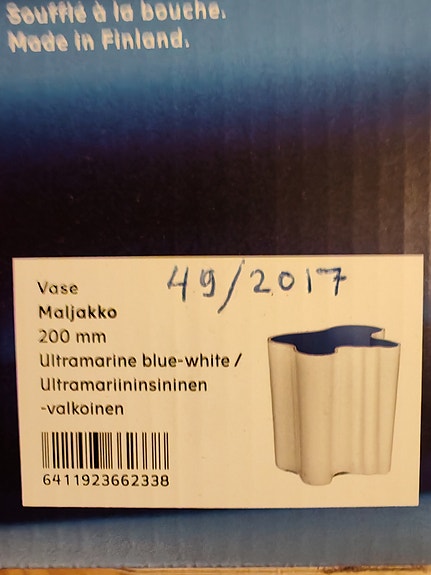 Soufflé à la bouche.
Made in Finland.
49/2017
Vase
Maljakko
200 mm
Ultramarine blue-white /
Ultramariininsininen
-valkoinen
6411923662338